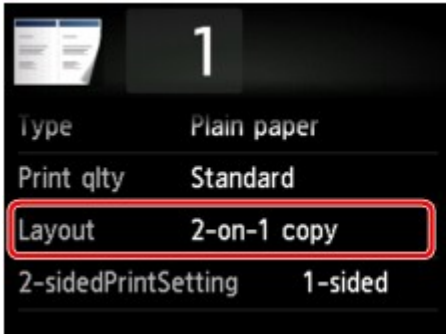 1
Type Plain paper
Print qlty Standard
Layout 2-on-1 copy
2-sidedPrintSetting 1-sided